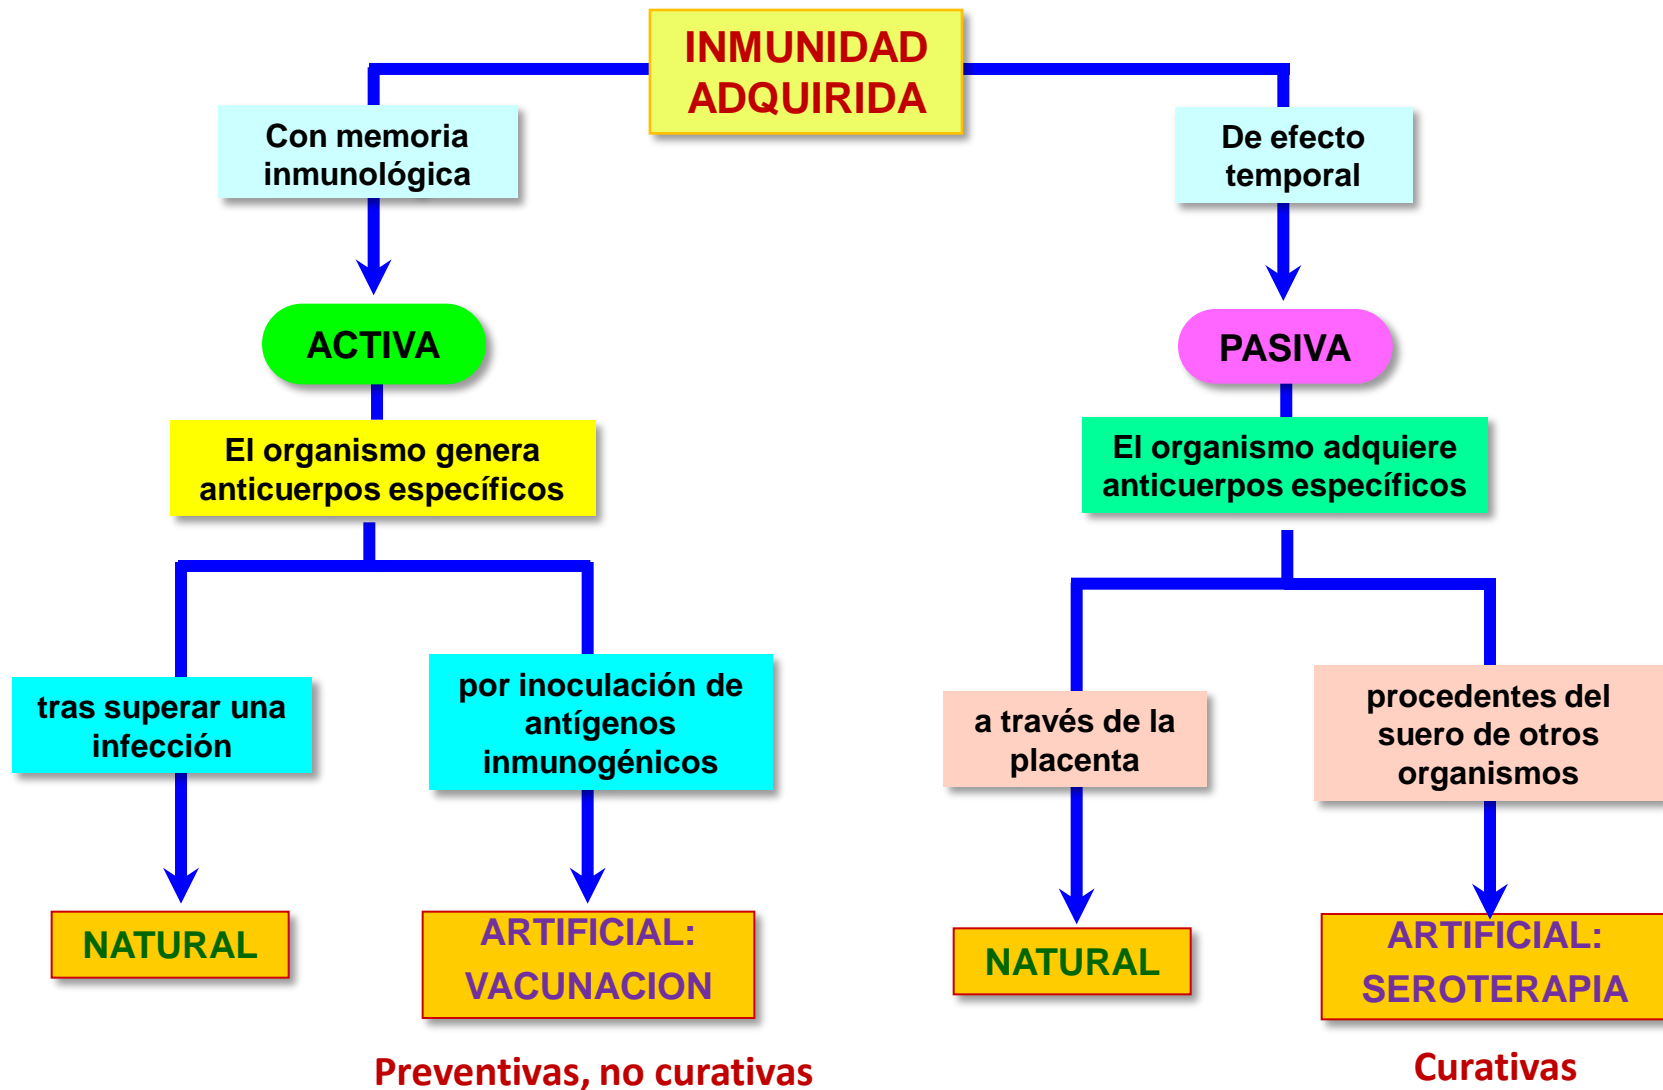 INMUNIDAD
ADQUIRIDA
Con memoria
inmunológica
De efecto
temporal
ACTIVA
PASIVA
El organismo genera
anticuerpos específicos
El organismo adquiere
anticuerpos específicos
tras superar una
infección
por inoculación de
antígenos
inmunogénicos
a través de la
placenta
procedentes del
suero de otros
organismos
NATURAL
ARTIFICIAL:
VACUNACION
NATURAL
ARTIFICIAL:
SEROTERAPIA
Preventivas, no curativas
Curativas